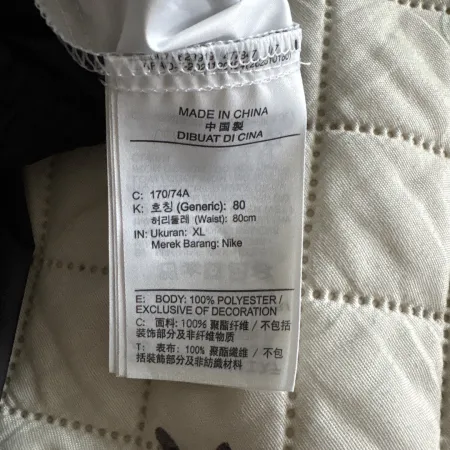 MADE IN CHINA
中国製
DIBUAT DI CINA
C: 170/74A
K: 호칭 (Generic): 80
허리둘레 (Waist): 80cm
IN: Ukuran: XL
Merek Barang: Nike
E: BODY: 100% POLYESTER /
EXCLUSIVE OF DECORATION
C: 面料: 100% 聚酯纤维 / 不包括
装饰部分及非纤维物质
T: 表布: 100% 聚酯纖維 / 不包
括裝飾部分及非紡織材料